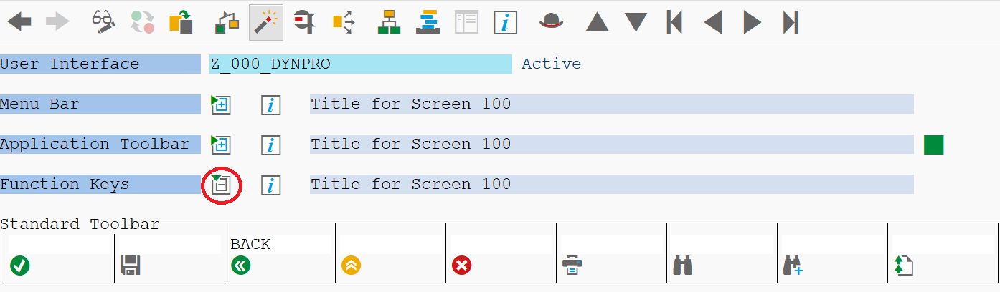 User Interface Z_000_DYNPRO Active
Menu Bar Title for Screen 100
Application Toolbar Title for Screen 100
Function Keys Title for Screen 100
Standard Toolbar
BACK